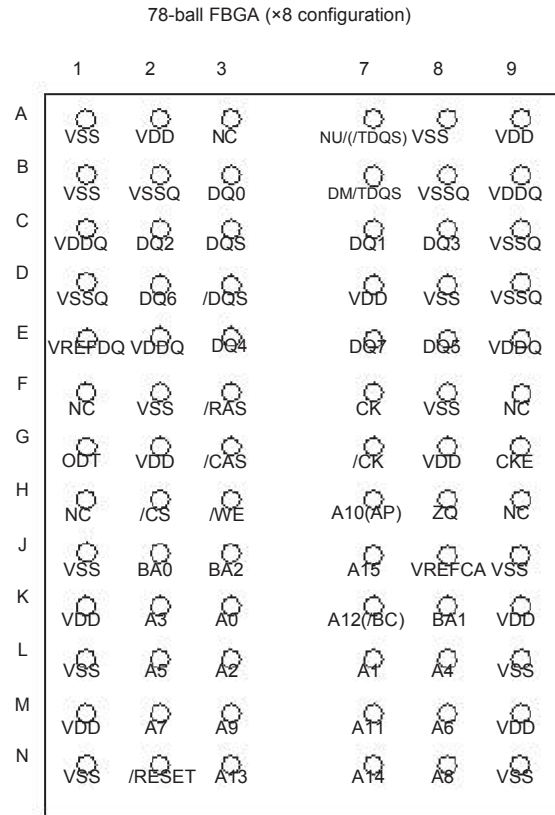 78-ball FBGA (×8 configuration)
1 2 3 7 8 9
A VSS VDD NC NU/(/TDQS) VSS VDD
B VSS VSSQ DQ0 DM/TDQS VSSQ VDDQ
C VDDQ DQ2 DQS DQ1 DQ3 VSSQ
D VSSQ DQ6 /DQS VDD VSS VSSQ
E VREFDQ VDDQ DQ4 DQ7 DQ5 VDDQ
F NC VSS /RAS CK VSS NC
G ODT VDD /CAS /CK VDD CKE
H NC /CS /WE A10(AP) ZQ NC
J VSS BA0 BA2 A15 VREFCA VSS
K VDD A3 A0 A12(/BC) BA1 VDD
L VSS A5 A2 A1 A4 VSS
M VDD A7 A9 A11 A6 VDD
N VSS /RESET A13 A14 A8 VSS